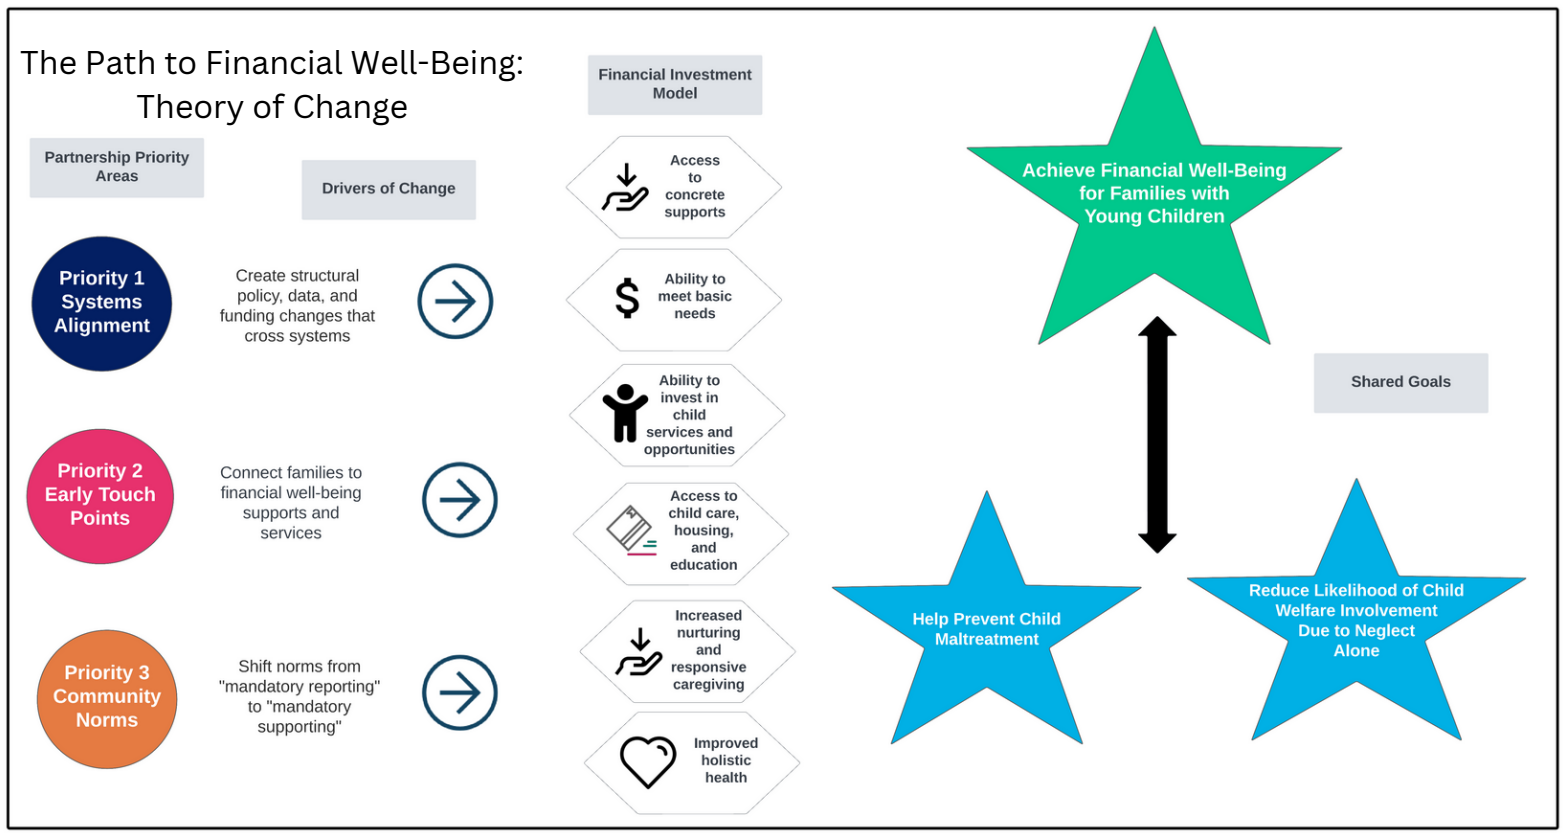 The Path to Financial Well-Being:
Theory of Change
Partnership Priority
Areas
Drivers of Change
Financial Investment
Model
Priority 1
Systems
Alignment
Create structural
policy, data, and
funding changes that
cross systems
Priority 2
Early Touch
Points
Connect families to
financial well-being
supports and
services
Priority 3
Community
Norms
Shift norms from
"mandatory reporting"
to "mandatory
supporting"
Access
to
concrete
supports
$
Ability to
meet basic
needs
Ability to
invest in
child
services and
opportunities
Access to
child care,
housing,
and
education
Increased
nurturing
and
responsive
caregiving
Improved
holistic
health
Achieve Financial Well-Being
for Families with
Young Children
Shared Goals
Help Prevent Child
Maltreatment
Reduce Likelihood of Child
Welfare Involvement
Due to Neglect
Alone